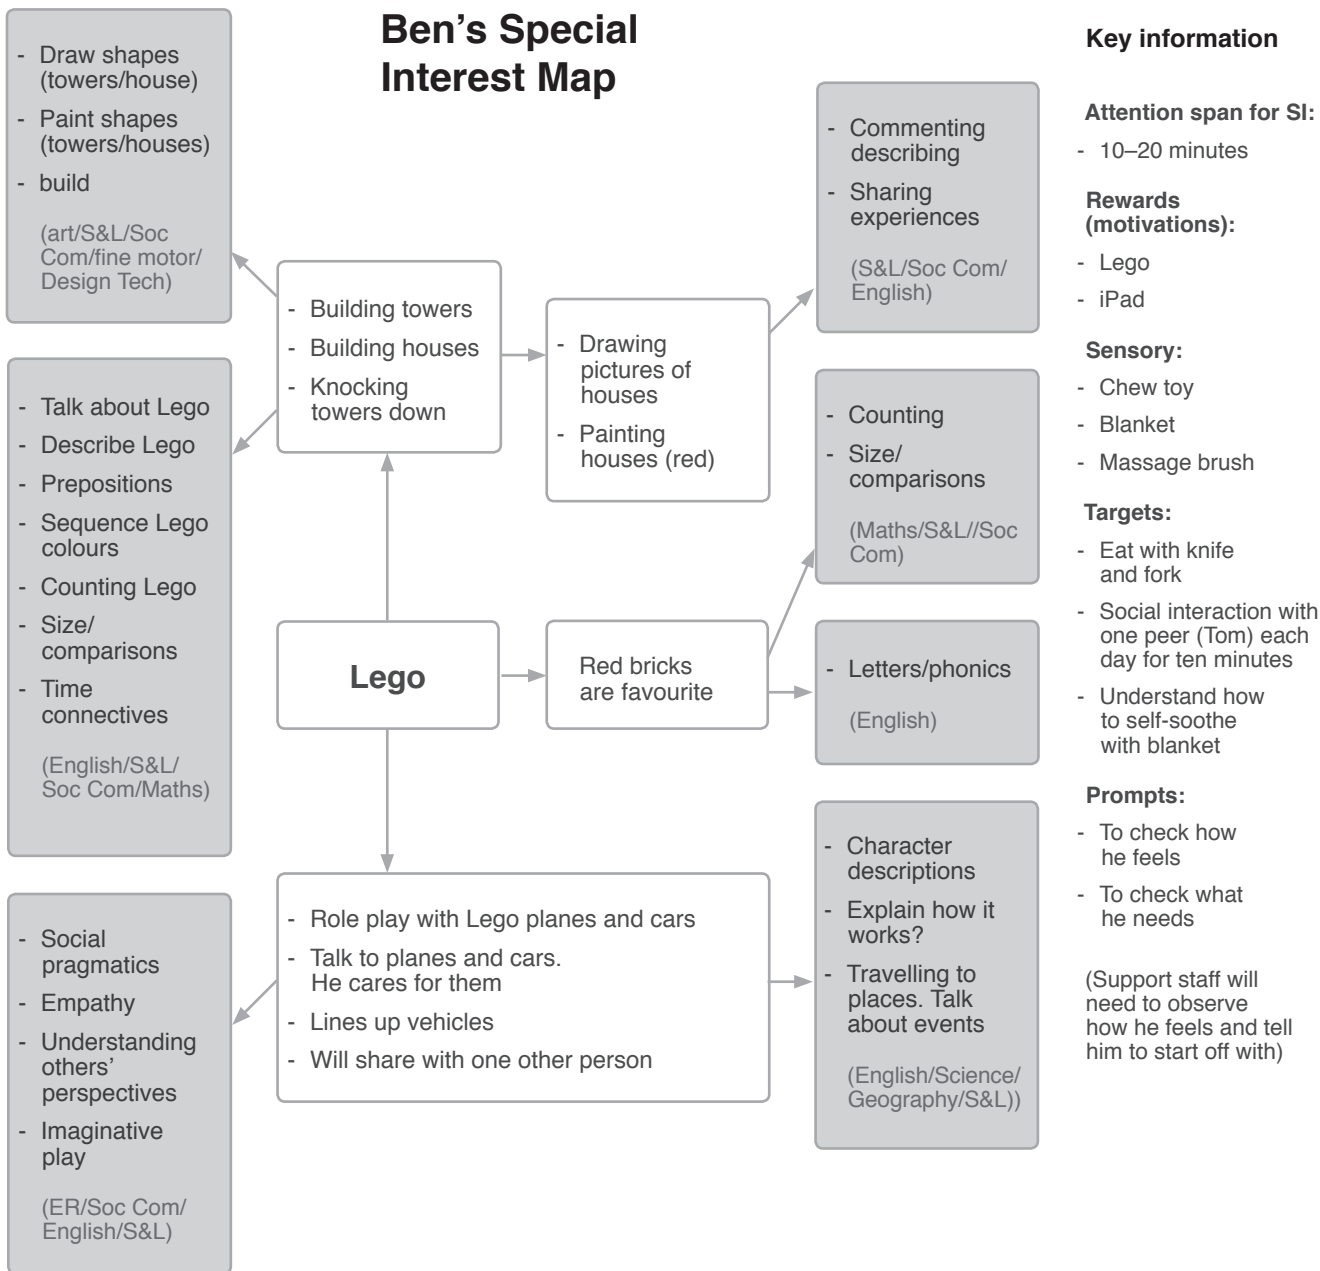 Ben's Special
Interest Map
- Draw shapes
(towers/house)
- Paint shapes
(towers/houses)
- build
(art/S&L/Soc
Com/fine motor/
Design Tech)
- Talk about Lego
- Describe Lego
- Prepositions
- Sequence Lego
colours
- Counting Lego
- Size/
comparisons
- Time
connectives
(English/S&L/
Soc Com/Maths)
- Social
pragmatics
- Empathy
- Understanding
others’
perspectives
- Imaginative
play
(ER/Soc Com/
English/S&L)
- Building towers
- Building houses
- Knocking
towers down
Lego
- Role play with Lego planes and cars
- Talk to planes and cars.
He cares for them
- Lines up vehicles
- Will share with one other person
- Drawing
pictures of
houses
- Painting
houses (red)
Red bricks
are favourite
- Commenting
describing
- Sharing
experiences
(S&L/Soc Com/
English)
- Counting
- Size/
comparisons
(Maths/S&L//Soc
Com)
- Letters/phonics
(English)
- Character
descriptions
- Explain how it
works?
- Travelling to
places. Talk
about events
(English/Science/
Geography/S&L))
Key information
Attention span for SI:
- 10–20 minutes
Rewards
(motivations):
- Lego
- iPad
Sensory:
- Chew toy
- Blanket
- Massage brush
Targets:
- Eat with knife
and fork
- Social interaction with
one peer (Tom) each
day for ten minutes
- Understand how
to self-soothe
with blanket
Prompts:
- To check how
he feels
- To check what
he needs
(Support staff will
need to observe
how he feels and tell
him to start off with)